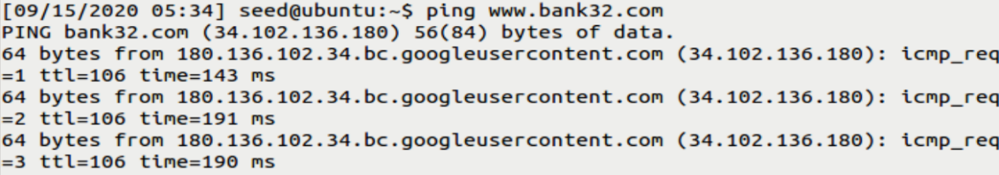 [09/15/2020 05:34] seed@ubuntu:~$ ping www.bank32.com
PING bank32.com (34.102.136.180) 56(84) bytes of data.
64 bytes from 180.136.102.34.bc.googleusercontent.com (34.102.136.180): icmp_req
=1 ttl=106 time=143 ms
64 bytes from 180.136.102.34.bc.googleusercontent.com (34.102.136.180): icmp_req
=2 ttl=106 time=191 ms
64 bytes from 180.136.102.34.bc.googleusercontent.com (34.102.136.180): icmp_req
=3 ttl=106 time=190 ms